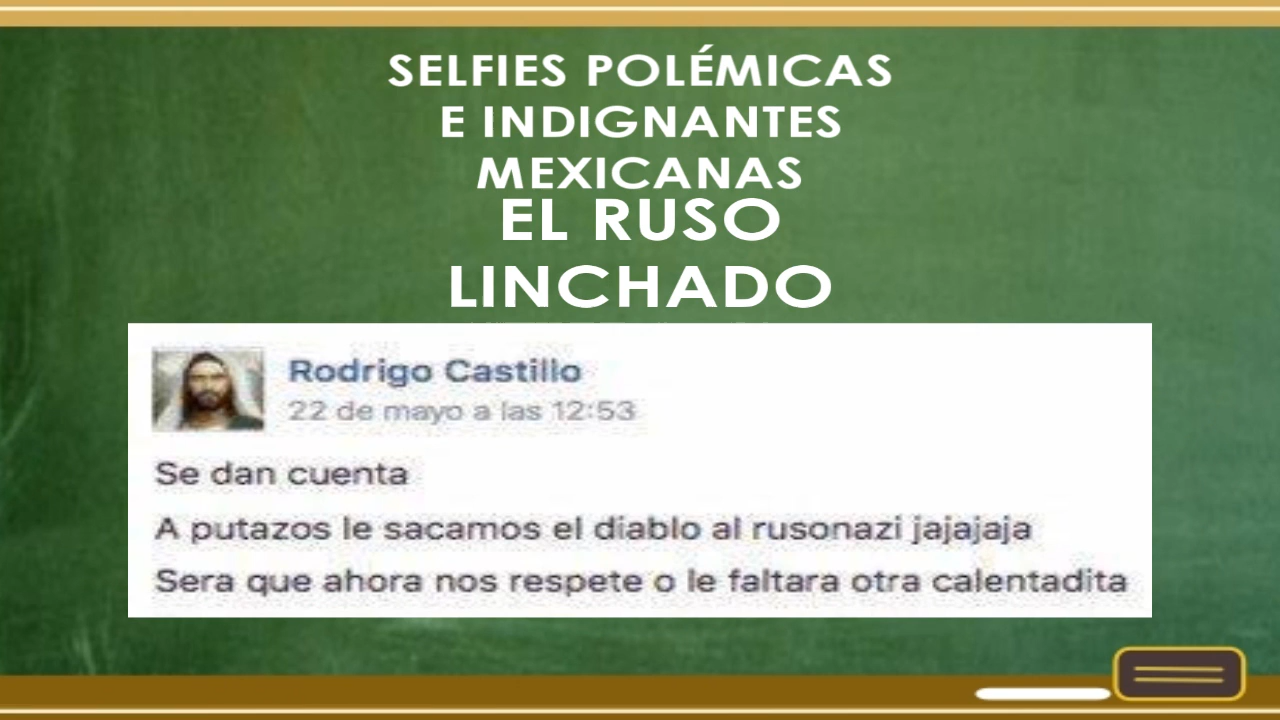 SELFIES POLÉMICAS
E INDIGNANTES
MEXICANAS
EL RUSO
LINCHADO
Rodrigo Castillo
22 de mayo a las 12:53
Se dan cuenta
A putazos le sacamos el diablo al rusonazi jajajaja
Sera que ahora nos respete o le faltara otra calentadita